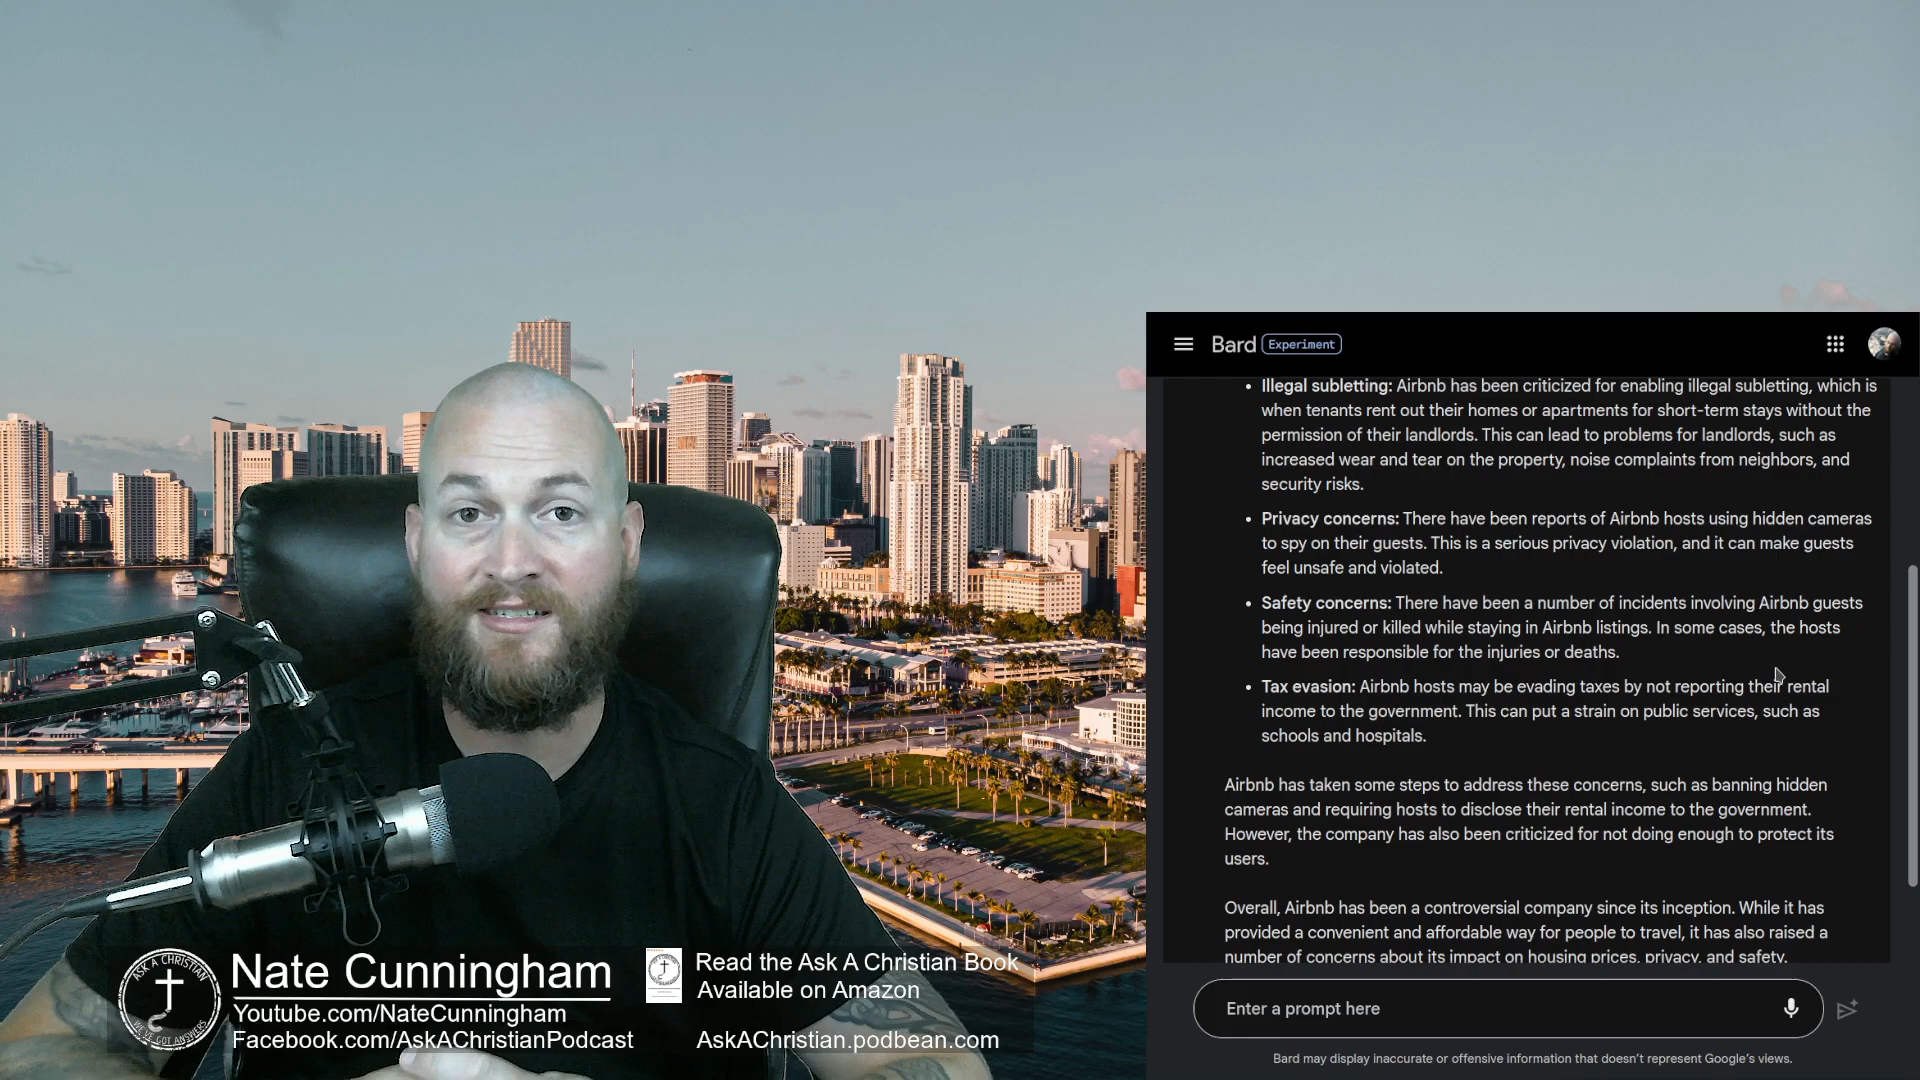 Bard Experiment
• Illegal subletting: Airbnb has been criticized for enabling illegal subletting, which is
when tenants rent out their homes or apartments for short-term stays without the
permission of their landlords. This can lead to problems for landlords, such as
increased wear and tear on the property, noise complaints from neighbors, and
security risks.
• Privacy concerns: There have been reports of Airbnb hosts using hidden cameras
to spy on their guests. This is a serious privacy violation, and it can make guests
feel unsafe and violated.
• Safety concerns: There have been a number of incidents involving Airbnb guests
being injured or killed while staying in Airbnb listings. In some cases, the hosts
have been responsible for the injuries or deaths.
• Tax evasion: Airbnb hosts may be evading taxes by not reporting their rental
income to the government. This can put a strain on public services, such as
schools and hospitals.
Airbnb has taken some steps to address these concerns, such as banning hidden
cameras and requiring hosts to disclose their rental income to the government.
However, the company has also been criticized for not doing enough to protect its
users.
Overall, Airbnb has been a controversial company since its inception. While it has
provided a convenient and affordable way for people to travel, it has also raised a
number of concerns about its impact on housing prices, privacy, and safety.
Enter a prompt here
Bard may display inaccurate or offensive information that doesn't represent Google's views.
ASK A CHRISTIAN
WE'VE GOT ANSWERS
Nate Cunningham
Youtube.com/NateCunningham
Facebook.com/AskAChristianPodcast
Read the Ask A Christian Book
Available on Amazon
AskAChristian.podbean.com